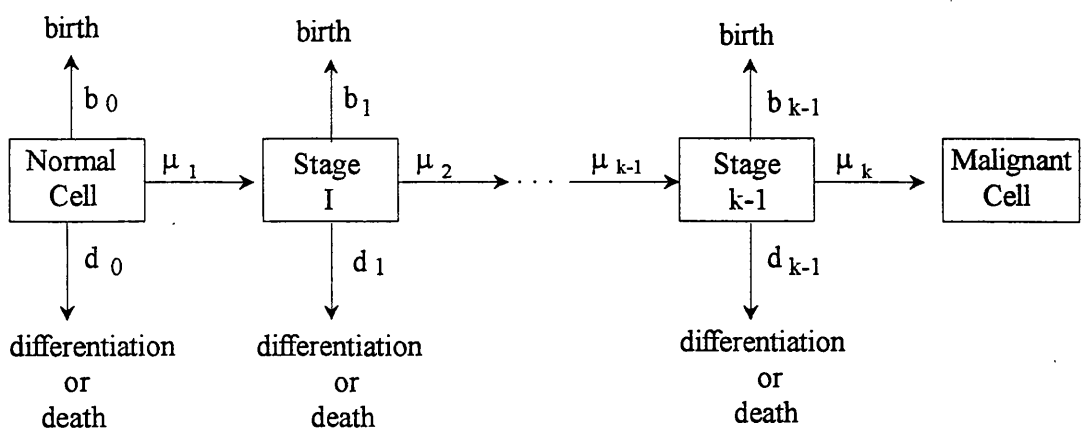 birth
birth
birth
b 0
b 1
b k-1
Normal
Cell
μ 1
Stage
I
μ 2
. . .
μ k-1
Stage
k-1
μ k
Malignant
Cell
d 0
d 1
d k-1
differentiation
or
death
differentiation
or
death
differentiation
or
death